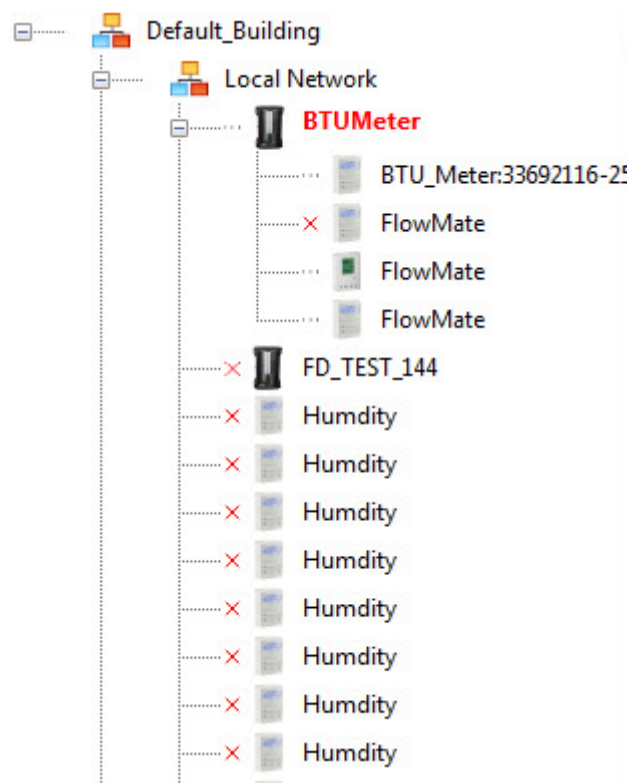 Default_Building
Local Network
BTUMeter
BTU_Meter:33692116-25
FlowMate
FlowMate
FlowMate
FD_TEST_144
Humdity
Humdity
Humdity
Humdity
Humdity
Humdity
Humdity
Humdity